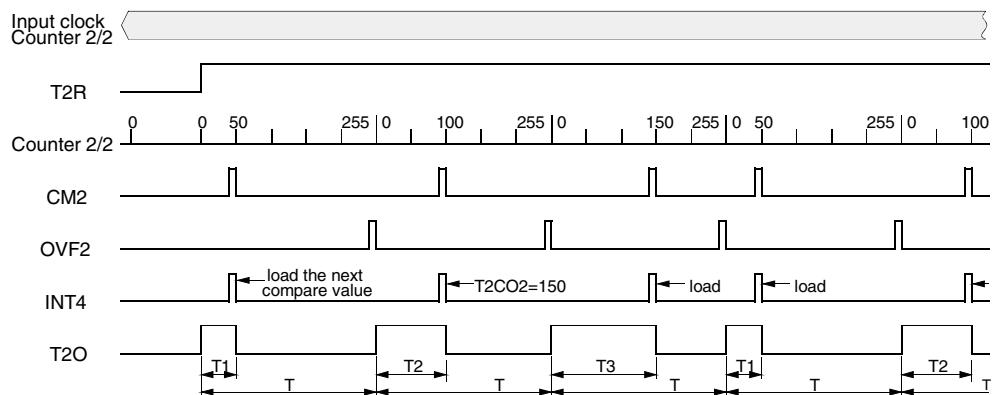 Input clock
Counter 2/2
T2R
0 0 50 255 0 100 255 0 150 255 0 50 255 0 100
Counter 2/2
CM2
OVF2
load the next
compare value
T2CO2=150
load
load
INT4
T2O
T1 T2 T3 T1 T2
T T T T T